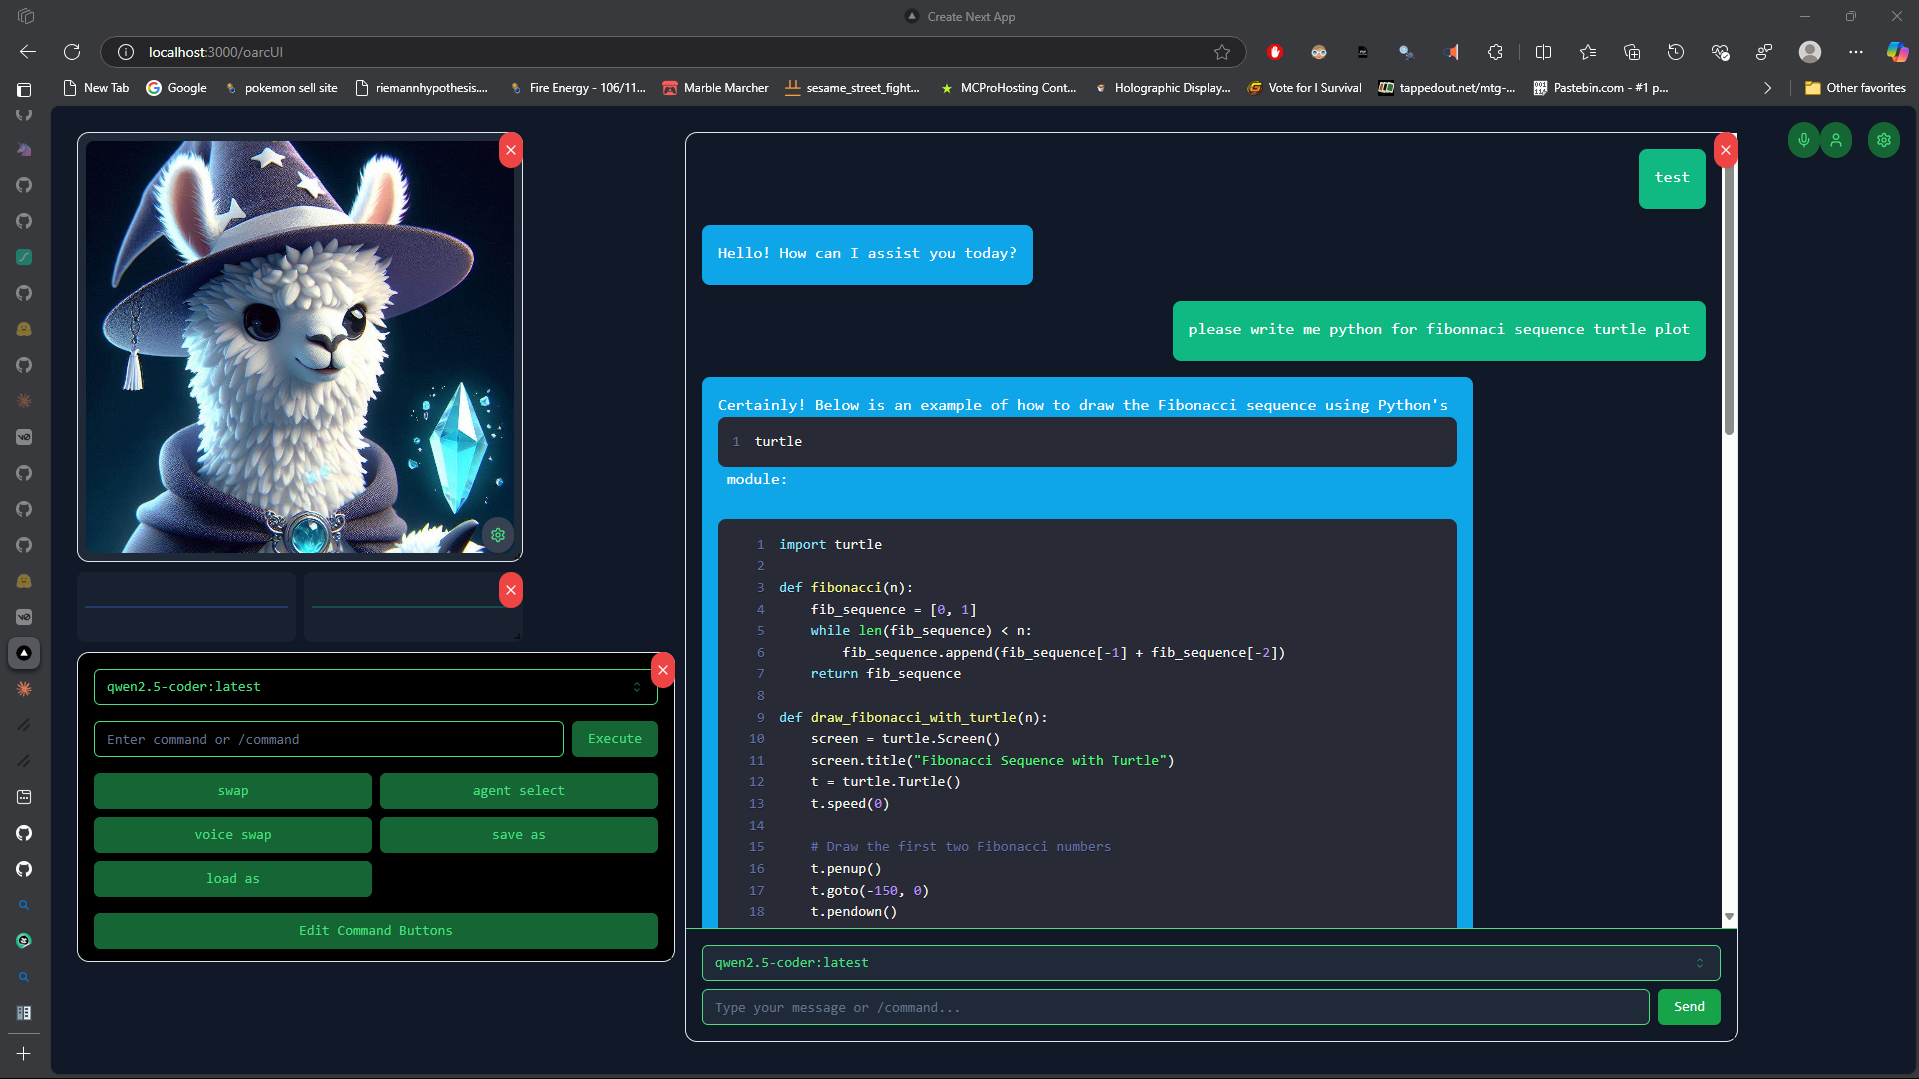 Create Next App
localhost:3000/oarcUI
New Tab
Google
pokemon sell site
riemannhypothesis....
Fire Energy - 106/11...
Marble Marcher
sesame_street_fight...
MCProHosting Cont...
Holographic Display...
Vote for I Survival
tappedout.net/mtg-...
Pastebin.com - #1 p...
Other favorites
test
Hello! How can I assist you today?
please write me python for fibonnaci sequence turtle plot
Certainly! Below is an example of how to draw the Fibonacci sequence using Python's
1 turtle
module:
1 import turtle
2
3 def fibonacci(n):
4     fib_sequence = [0, 1]
5     while len(fib_sequence) < n:
6         fib_sequence.append(fib_sequence[-1] + fib_sequence[-2])
7     return fib_sequence
8
9 def draw_fibonacci_with_turtle(n):
10     screen = turtle.Screen()
11     screen.title("Fibonacci Sequence with Turtle")
12     t = turtle.Turtle()
13     t.speed(0)
14
15     # Draw the first two Fibonacci numbers
16     t.penup()
17     t.goto(-150, 0)
18     t.pendown()
qwen2.5-coder:latest
Type your message or /command...
Send
qwen2.5-coder:latest
Enter command or /command
Execute
swap
agent select
voice swap
save as
load as
Edit Command Buttons